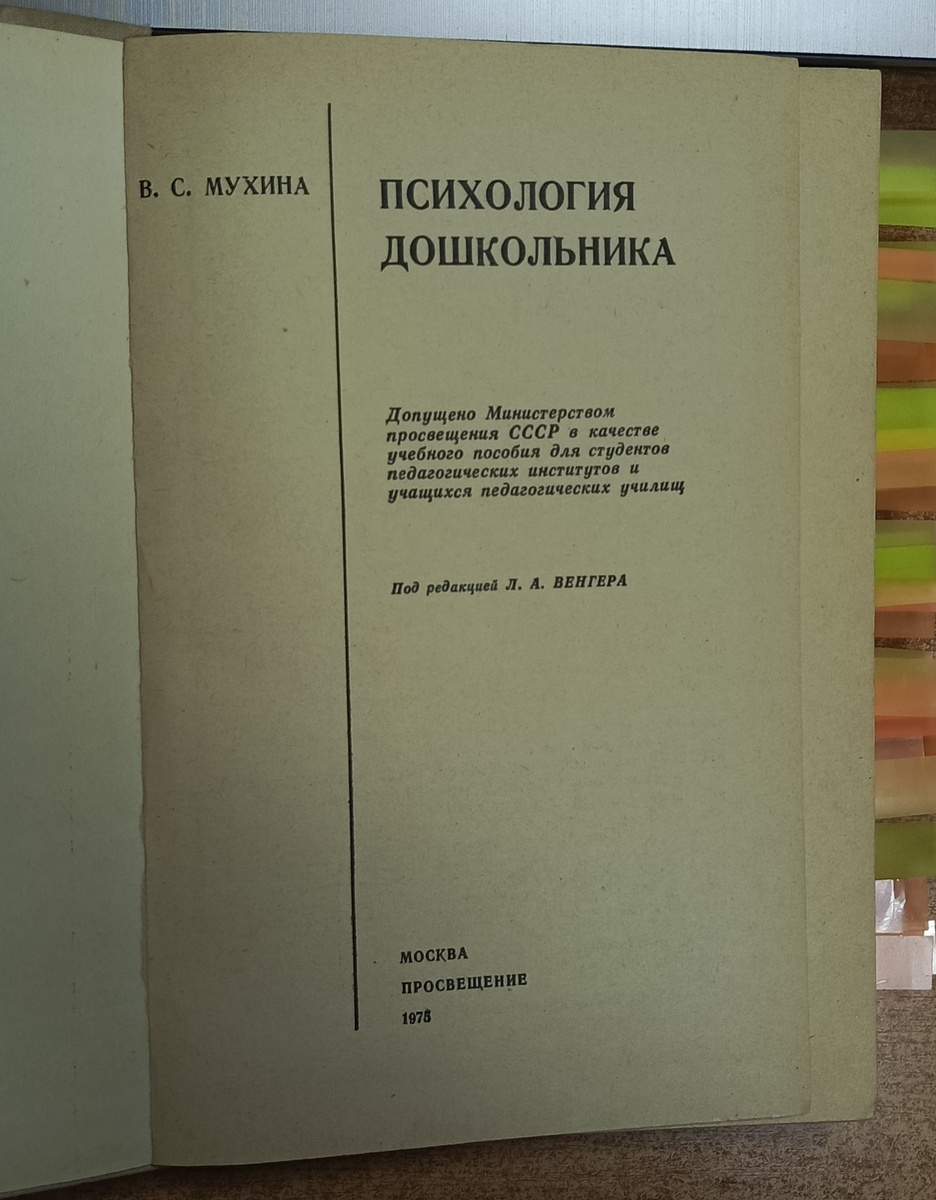 В. С. МУХИНА
ПСИХОЛОГИЯ
ДОШКОЛЬНИКА
Допущено Министерством
просвещения СССР в качестве
учебного пособия для студентов
педагогических институтов и
учащихся педагогических училищ
Под редакцией Л. А. ВЕНГЕРА
МОСКВА
ПРОСВЕЩЕНИЕ
1975